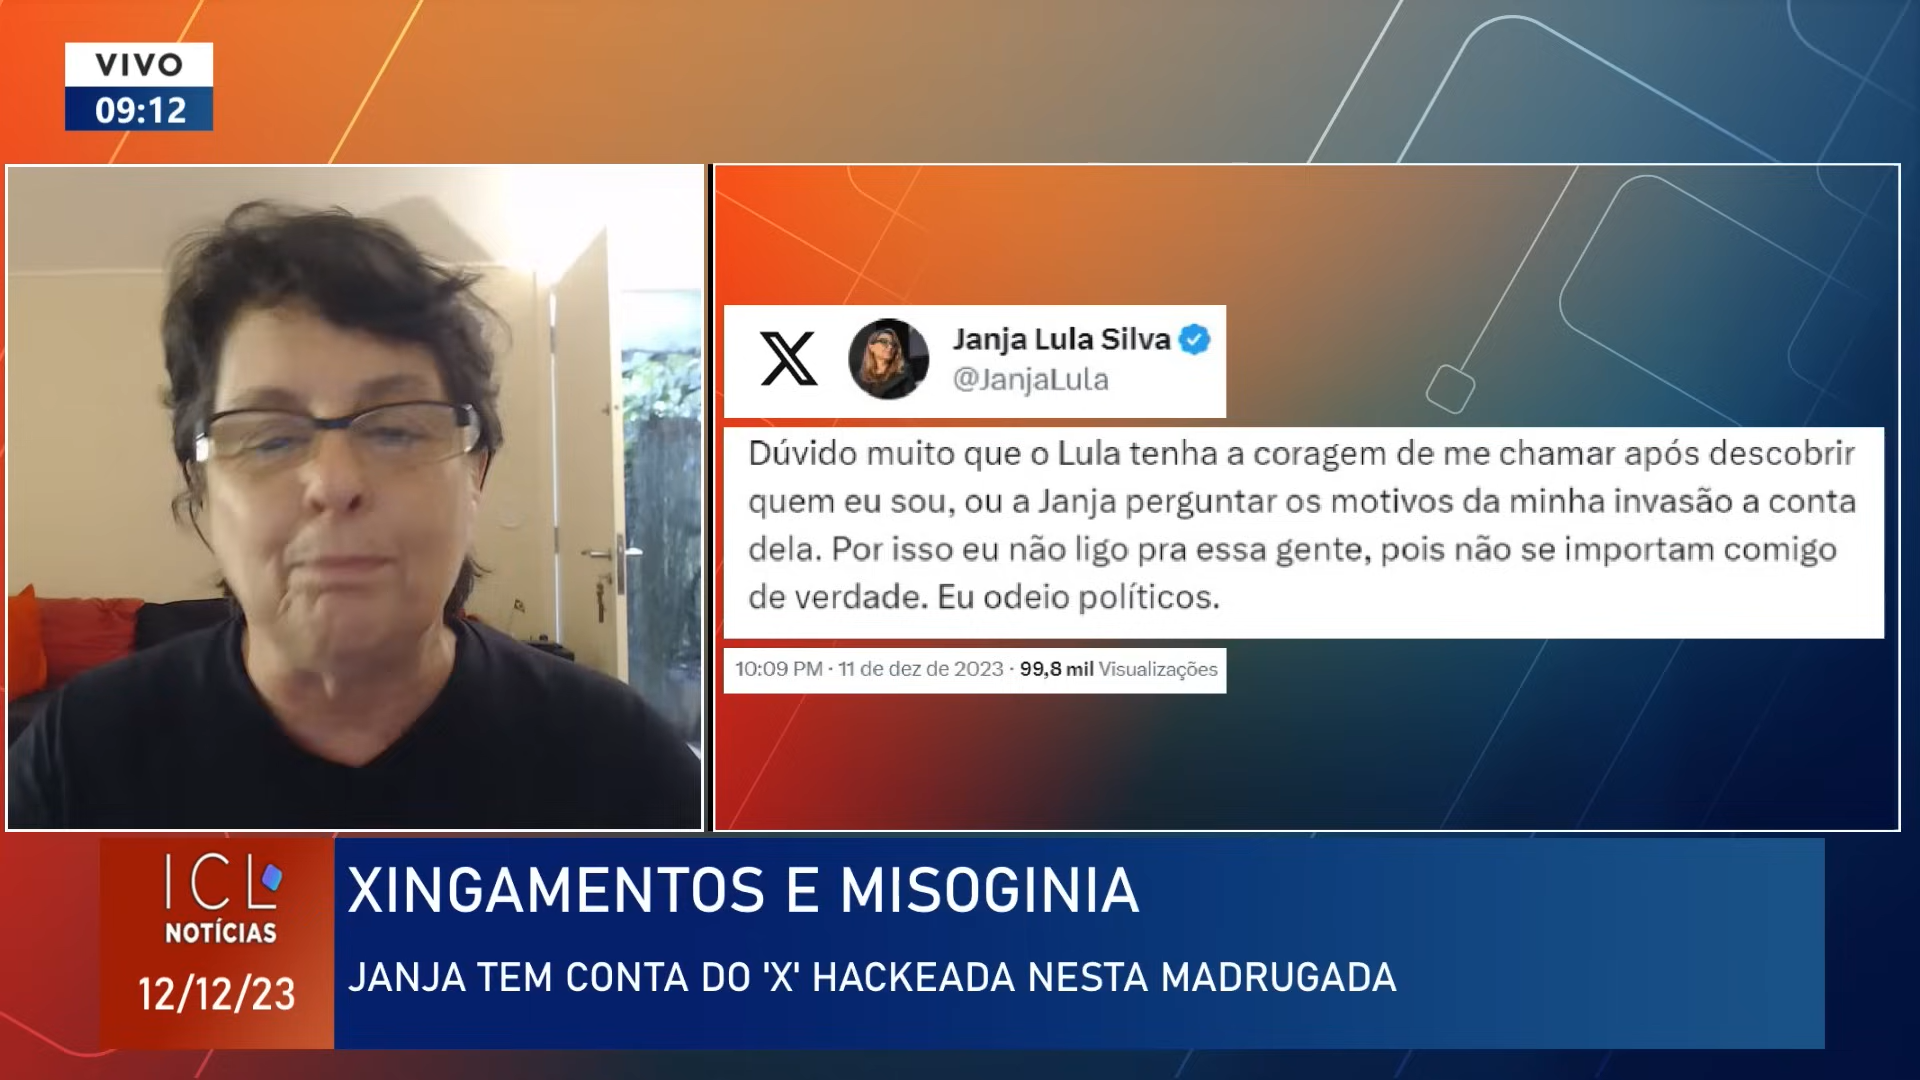 VIVO
09:12
X
Janja Lula Silva
@JanjaLula
Dúvido muito que o Lula tenha a coragem de me chamar após descobrir
quem eu sou, ou a Janja perguntar os motivos da minha invasão a conta
dela. Por isso eu não ligo pra essa gente, pois não se importam comigo
de verdade. Eu odeio políticos.
10:09 PM · 11 de dez de 2023 · 99,8 mil Visualizações
ICL
NOTÍCIAS
12/12/23
XINGAMENTOS E MISOGINIA
JANJA TEM CONTA DO 'X' HACKEADA NESTA MADRUGADA